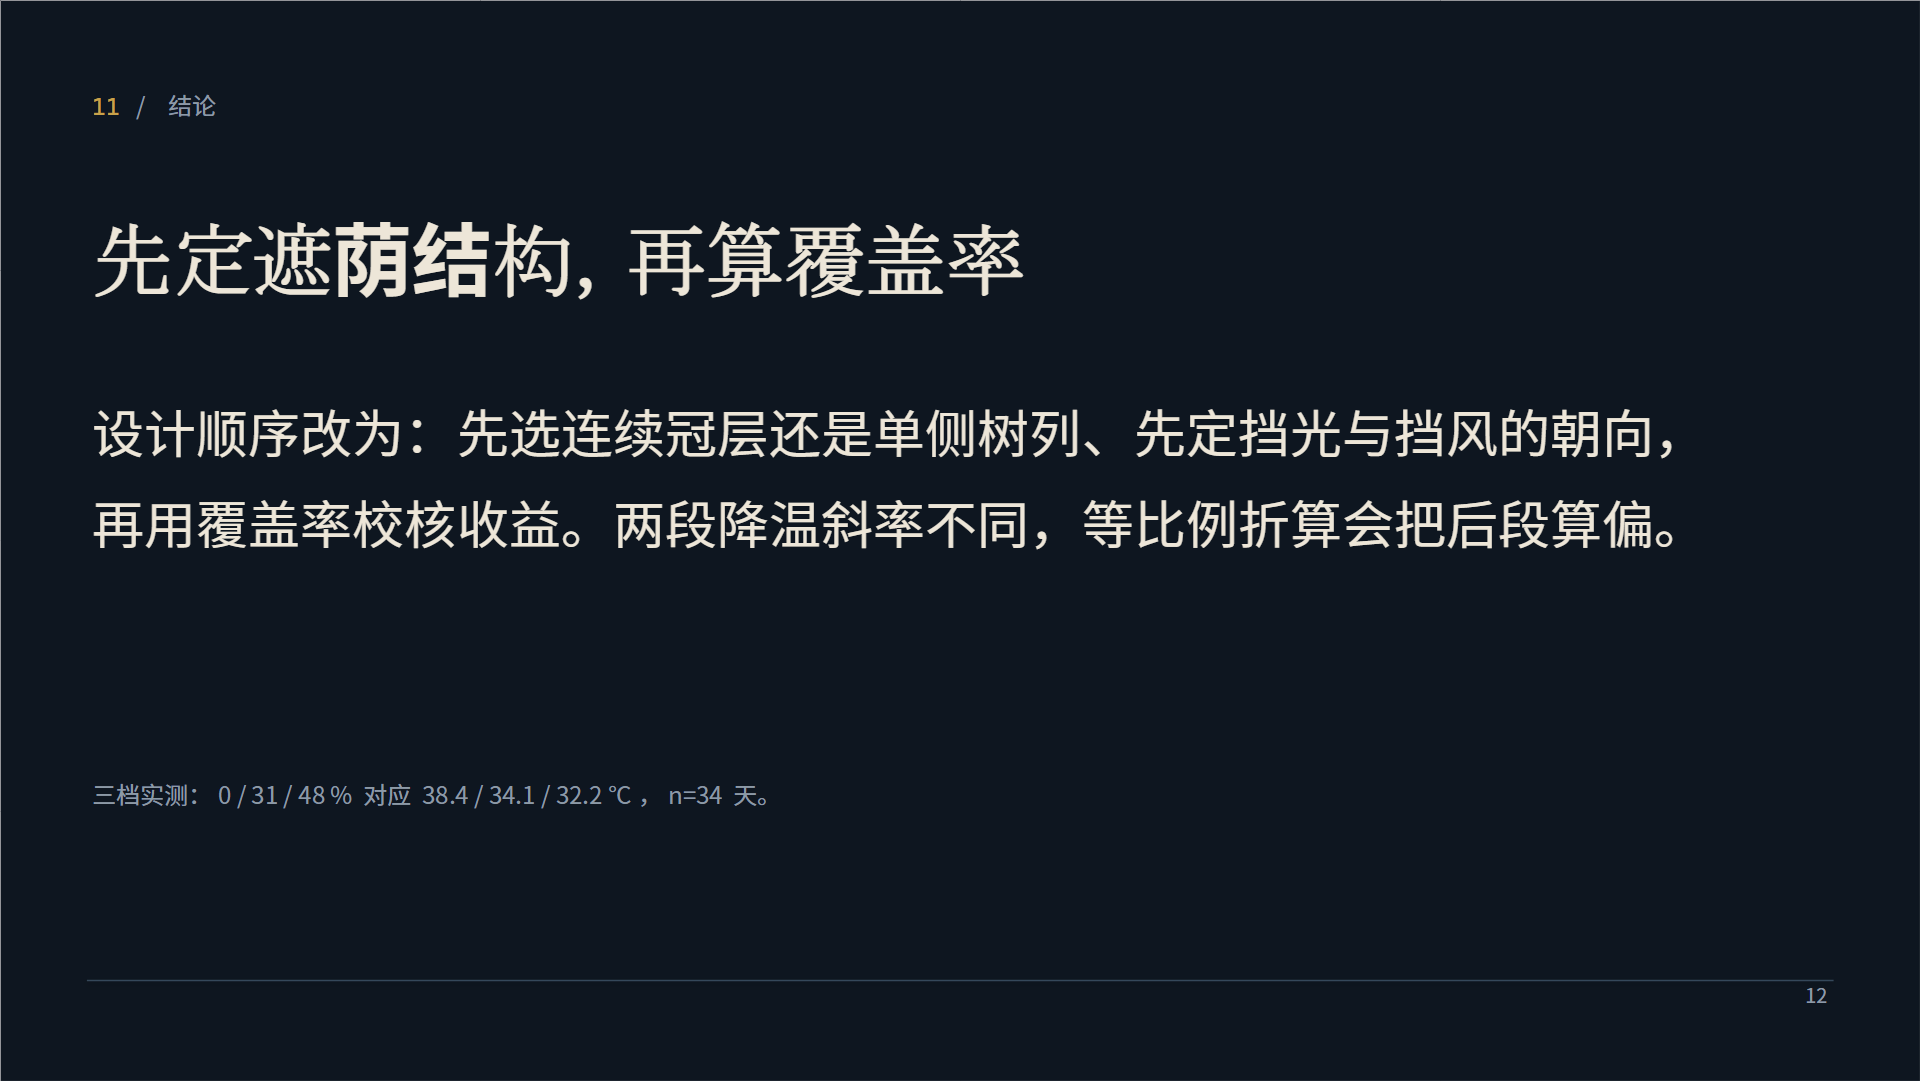 11 / 结论
先定遮荫结构，再算覆盖率
设计顺序改为：先选连续冠层还是单侧树列、先定挡光与挡风的朝向，
再用覆盖率校核收益。两段降温斜率不同，等比例折算会把后段算偏。
三档实测： 0 / 31 / 48 % 对应 38.4 / 34.1 / 32.2 ℃ ， n=34 天。
12